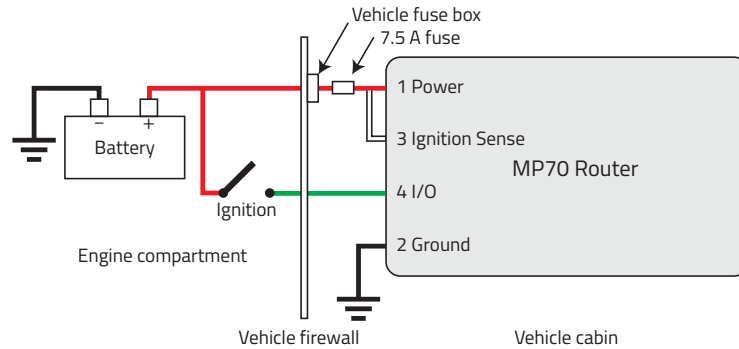 Vehicle fuse box
7.5 A fuse
1 Power
− +
Battery
3 Ignition Sense
MP70 Router
4 I/O
Ignition
2 Ground
Engine compartment
Vehicle firewall
Vehicle cabin